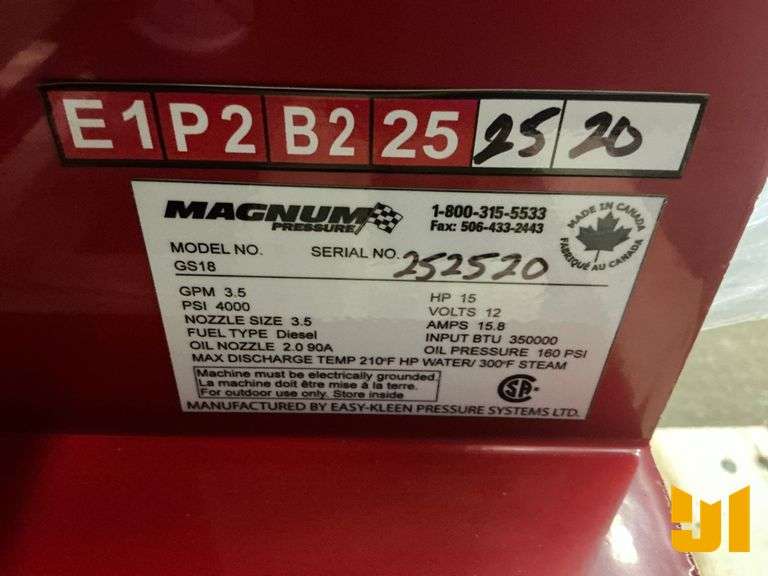 E1 P2 B2 25 25 20
MAGNUM PRESSURE
1-800-315-5533
Fax: 506-433-2443
MADE IN CANADA
FABRIQUÉ AU CANADA
MODEL NO. SERIAL NO. 252520
GS18
GPM 3.5 HP 15
PSI 4000 VOLTS 12
NOZZLE SIZE 3.5 AMPS 15.8
FUEL TYPE Diesel INPUT BTU 350000
OIL NOZZLE 2.0 90A OIL PRESSURE 160 PSI
MAX DISCHARGE TEMP 210°F HP WATER/ 300°F STEAM
Machine must be electrically grounded.
La machine doit être mise à la terre.
For outdoor use only. Store inside
CSA
MANUFACTURED BY EASY-KLEEN PRESSURE SYSTEMS LTD.